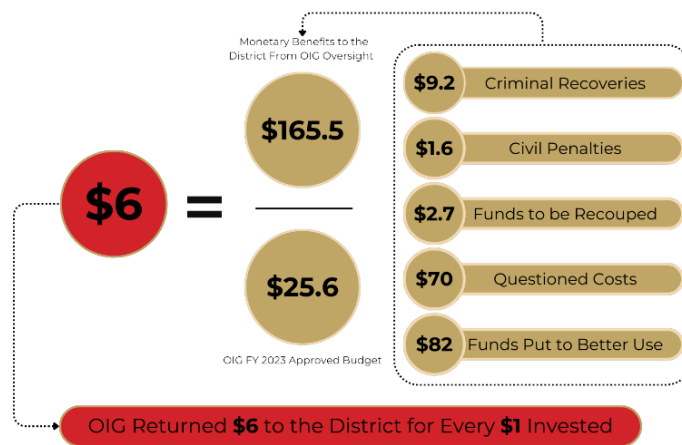 Monetary Benefits to the
District From OIG Oversight
$165.5
$6 =
$25.6
OIG FY 2023 Approved Budget
$9.2 Criminal Recoveries
$1.6 Civil Penalties
$2.7 Funds to be Recouped
$70 Questioned Costs
$82 Funds Put to Better Use
OIG Returned $6 to the District for Every $1 Invested